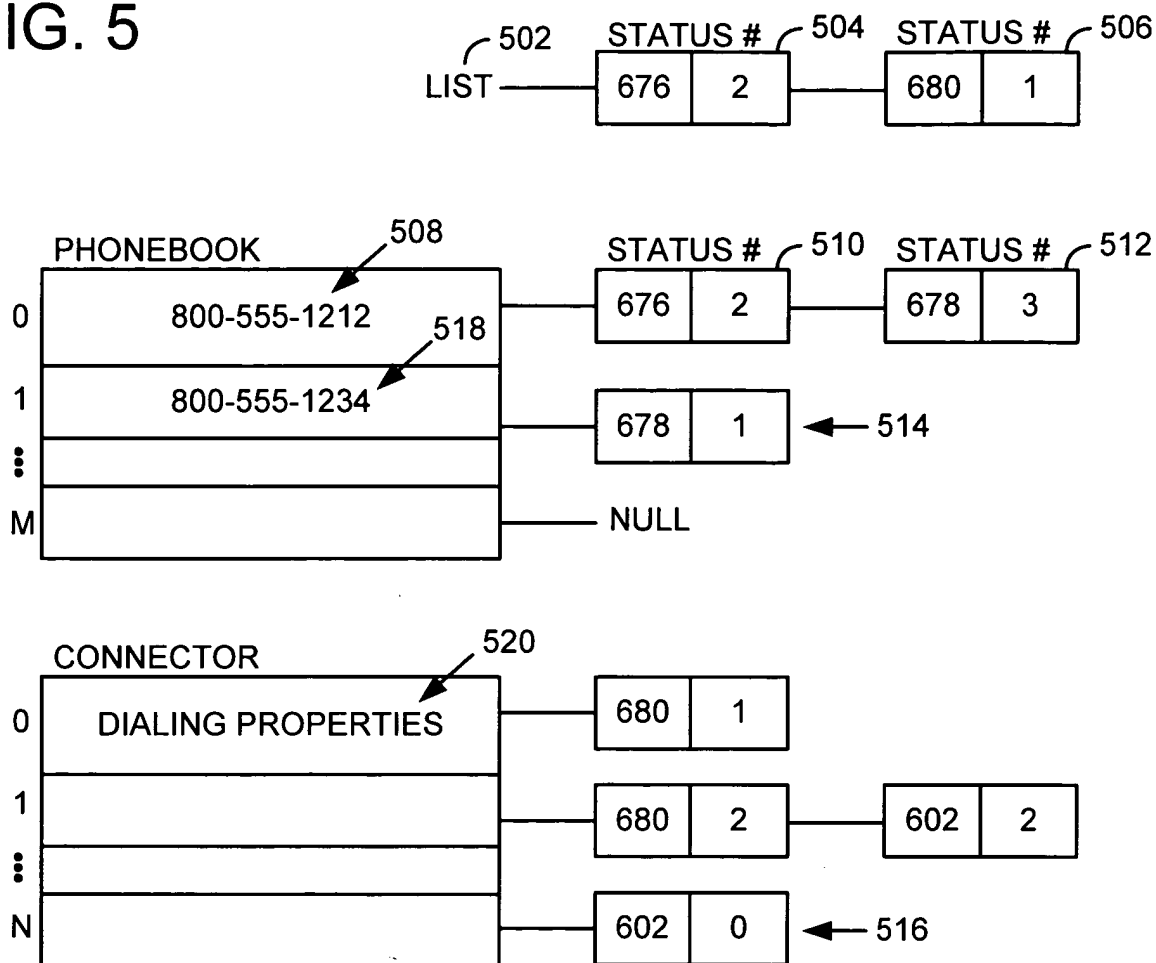 IG. 5
502
STATUS #
504
STATUS #
506
LIST
676 2
680 1
PHONEBOOK
508
STATUS #
510
STATUS #
512
0
800-555-1212
676 2
678 3
518
1
800-555-1234
678 1
514
M
NULL
CONNECTOR
520
0
DIALING PROPERTIES
680 1
1
680 2
602 2
N
602 0
516